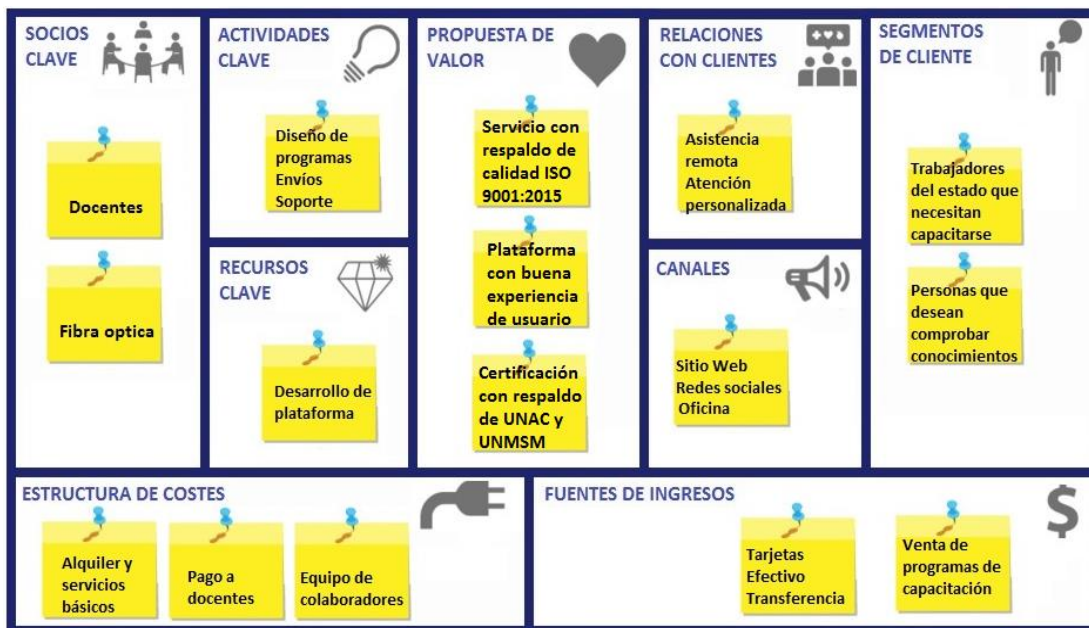 SOCIOS
CLAVE
Docentes
Fibra optica
ACTIVIDADES
CLAVE
Diseño de
programas
Envíos
Soporte
RECURSOS
CLAVE
Desarrollo de
plataforma
PROPUESTA DE
VALOR
Servicio con
respaldo de
calidad ISO
9001:2015
Plataforma
con buena
experiencia
de usuario
Certificación
con respaldo
de UNAC y
UNMSM
RELACIONES
CON CLIENTES
Asistencia
remota
Atención
personalizada
CANALES
Sitio Web
Redes sociales
Oficina
SEGMENTOS
DE CLIENTE
Trabajadores
del estado que
necesitan
capacitarse
Personas que
desean
comprobar
conocimientos
ESTRUCTURA DE COSTES
Alquiler y
servicios
básicos
Pago a
docentes
Equipo de
colaboradores
FUENTES DE INGRESOS
Tarjetas
Efectivo
Transferencia
Venta de
programas de
capacitación
$